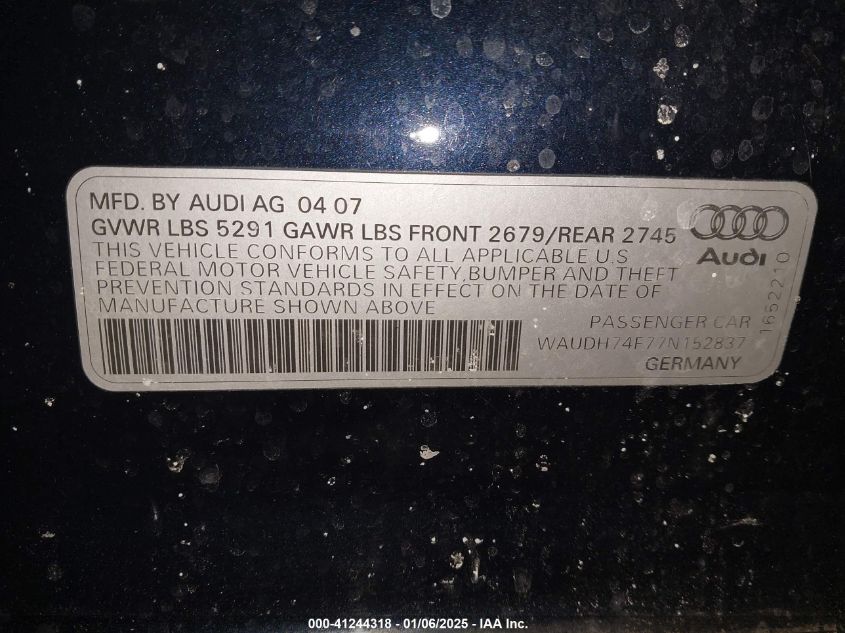 MFD. BY AUDI AG 04 07
GVWR LBS 5291 GAWR LBS FRONT 2679/REAR 2745
THIS VEHICLE CONFORMS TO ALL APPLICABLE U.S
FEDERAL MOTOR VEHICLE SAFETY, BUMPER AND THEFT
PREVENTION STANDARDS IN EFFECT ON THE DATE OF
MANUFACTURE SHOWN ABOVE
Audi
PASSENGER CAR
WAUDH74F77N152837
GERMANY
1652210
000-41244318 - 01/06/2025 - IAA Inc.